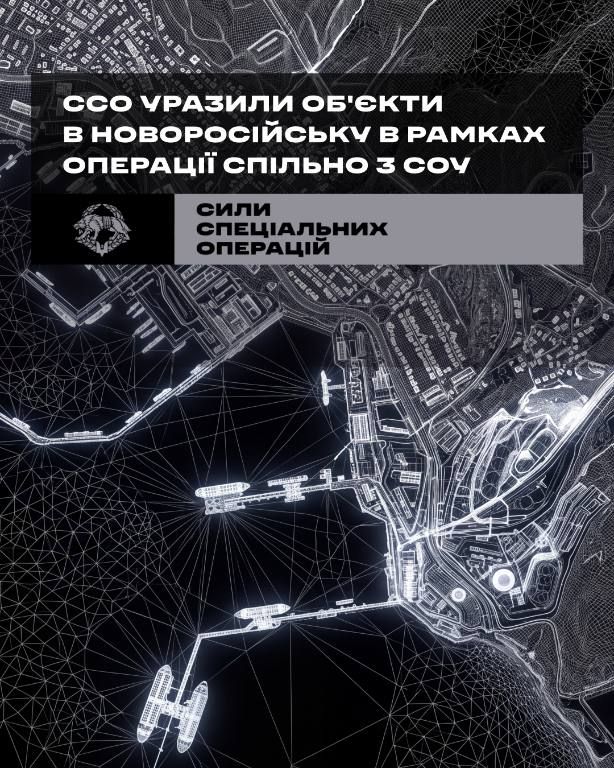 ССО УРАЗИЛИ ОБ'ЄКТИ
В НОВОРОСІЙСЬКУ В РАМКАХ
ОПЕРАЦІЇ СПІЛЬНО З СОУ
СИЛИ
СПЕЦІАЛЬНИХ
ОПЕРАЦІЙ